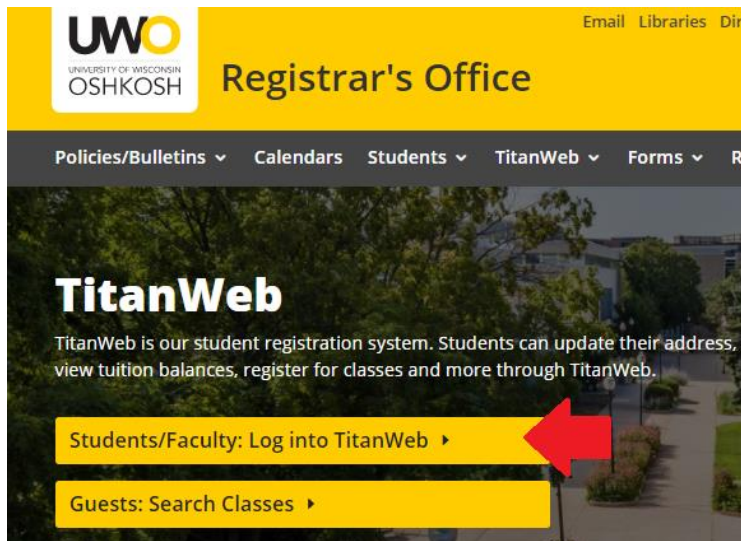 Email Libraries
UWO
UNIVERSITY OF WISCONSIN
OSHKOSH
Registrar's Office
Policies/Bulletins Calendars Students TitanWeb Forms
TitanWeb
TitanWeb is our student registration system. Students can update their address,
view tuition balances, register for classes and more through TitanWeb.
Students/Faculty: Log into TitanWeb
Guests: Search Classes